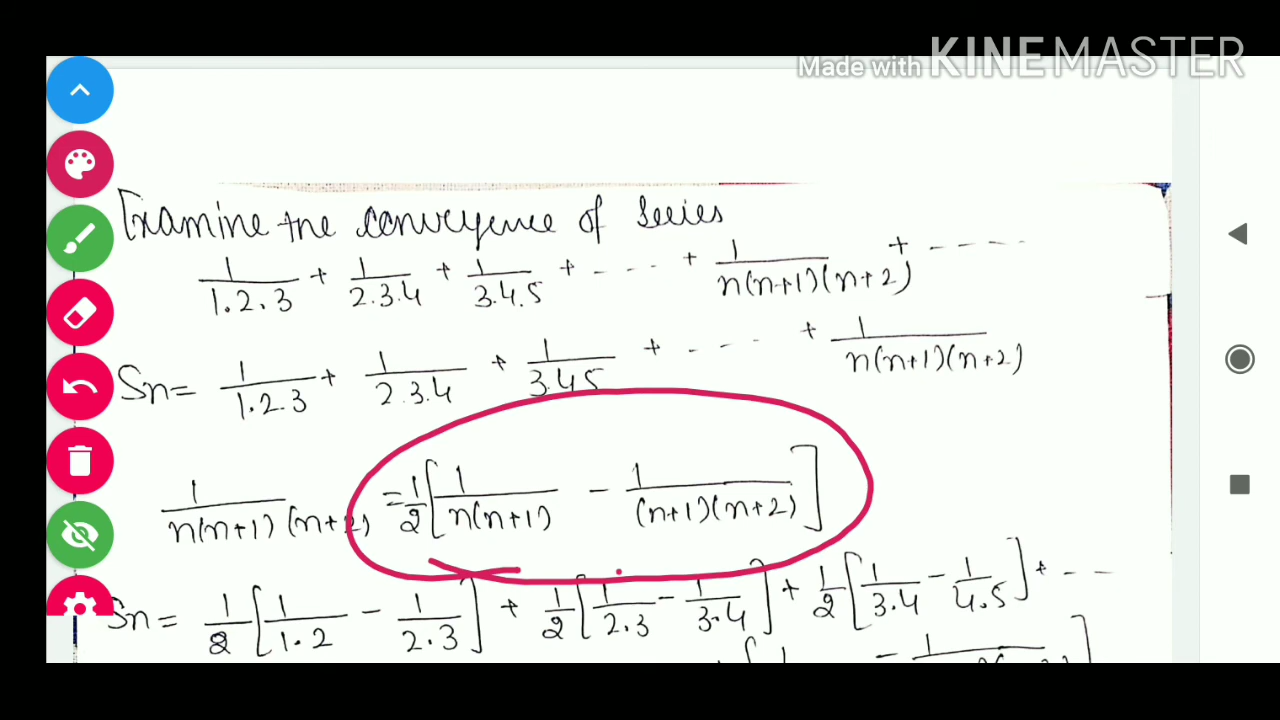 Made with KINEMASTER
Examine the convergence of Series
1/1.2.3 + 1/2.3.4 + 1/3.4.5 + - - - - + 1/n(n+1)(n+2) + - - - - -
Sn = 1/1.2.3 + 1/2.3.4 + 1/3.4.5 + - - - - + 1/n(n+1)(n+2)
1/n(n+1)(n+2) = 1/2 [1/n(n+1) - 1/(n+1)(n+2)]
Sn = 1/2 [1/1.2 - 1/2.3] + 1/2 [1/2.3 - 1/3.4] + 1/2 [1/3.4 - 1/4.5] + - - -